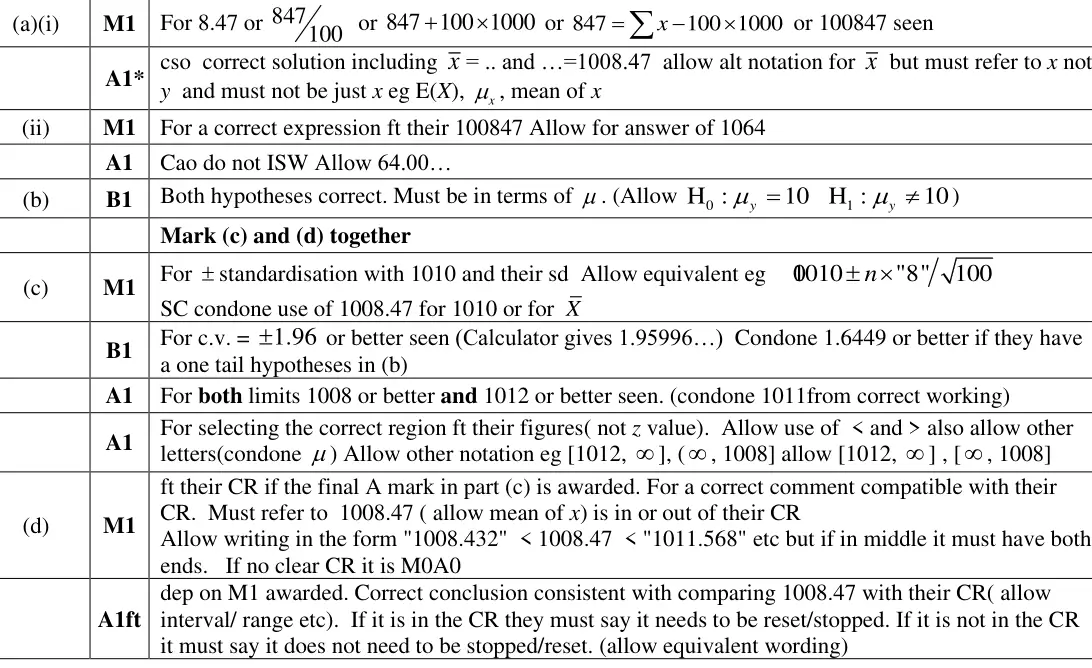 (a)(i) M1 For 8.47 or 847/100 or 847+100×1000 or 847=∑x−100×1000 or 100847 seen
A1* cso correct solution including x̅ = .. and …=1008.47 allow alt notation for x̅ but must refer to x not
y and must not be just x eg E(X), μₓ, mean of x
(ii) M1 For a correct expression ft their 100847 Allow for answer of 1064
A1 Cao do not ISW Allow 64.00…
(b) B1 Both hypotheses correct. Must be in terms of μ. (Allow H₀ : μ_y = 10 H₁ : μ_y ≠ 10)
Mark (c) and (d) together
(c) M1 For ± standardisation with 1010 and their sd Allow equivalent eg 010 ± n×"8"/√100
SC condone use of 1008.47 for 1010 or for X̅
B1 For c.v. = ±1.96 or better seen (Calculator gives 1.95996…) Condone 1.6449 or better if they have
a one tail hypotheses in (b)
A1 For both limits 1008 or better and 1012 or better seen. (condone 1011from correct working)
A1 For selecting the correct region ft their figures( not z value). Allow use of < and > also allow other
letters(condone μ) Allow other notation eg [1012, ∞], (∞, 1008] allow [1012, ∞] , [∞, 1008]
ft their CR if the final A mark in part (c) is awarded. For a correct comment compatible with their
(d) M1 CR. Must refer to 1008.47 ( allow mean of x) is in or out of their CR
Allow writing in the form "1008.432" < 1008.47 < "1011.568" etc but if in middle it must have both
ends. If no clear CR it is M0A0
dep on M1 awarded. Correct conclusion consistent with comparing 1008.47 with their CR( allow
A1ft interval/ range etc). If it is in the CR they must say it needs to be reset/stopped. If it is not in the CR
it must say it does not need to be stopped/reset. (allow equivalent wording)